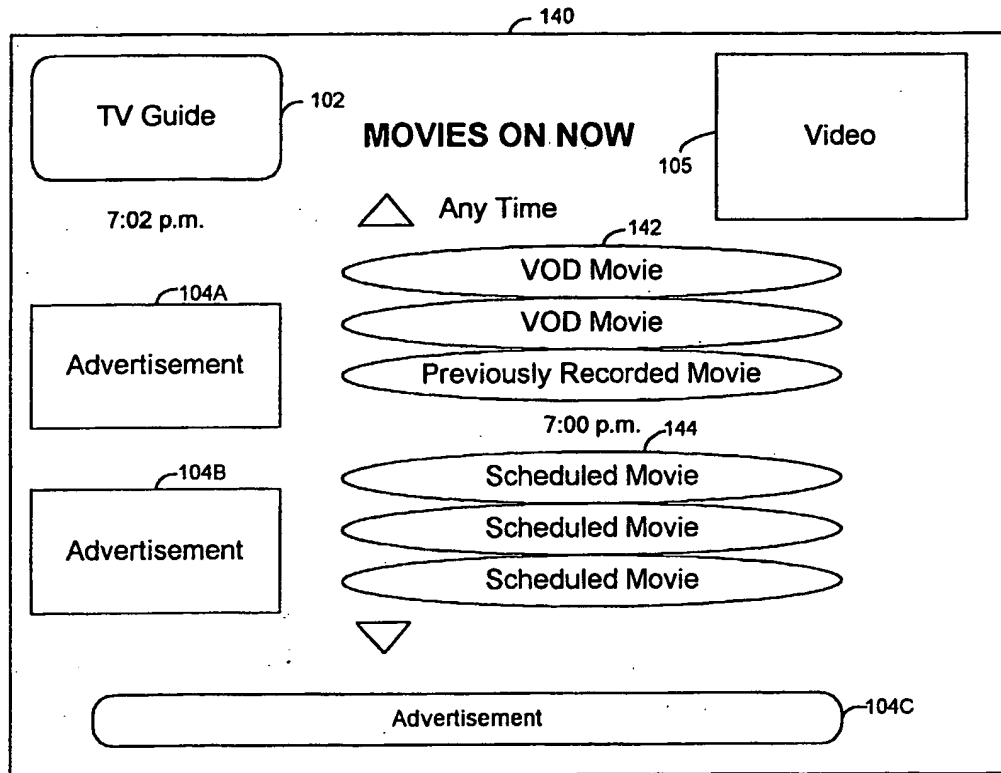 140
TV Guide
102
MOVIES ON NOW
105
Video
7:02 p.m.
Any Time
142
VOD Movie
104A
VOD Movie
Advertisement
Previously Recorded Movie
7:00 p.m.
144
104B
Scheduled Movie
Advertisement
Scheduled Movie
Scheduled Movie
Advertisement
104C